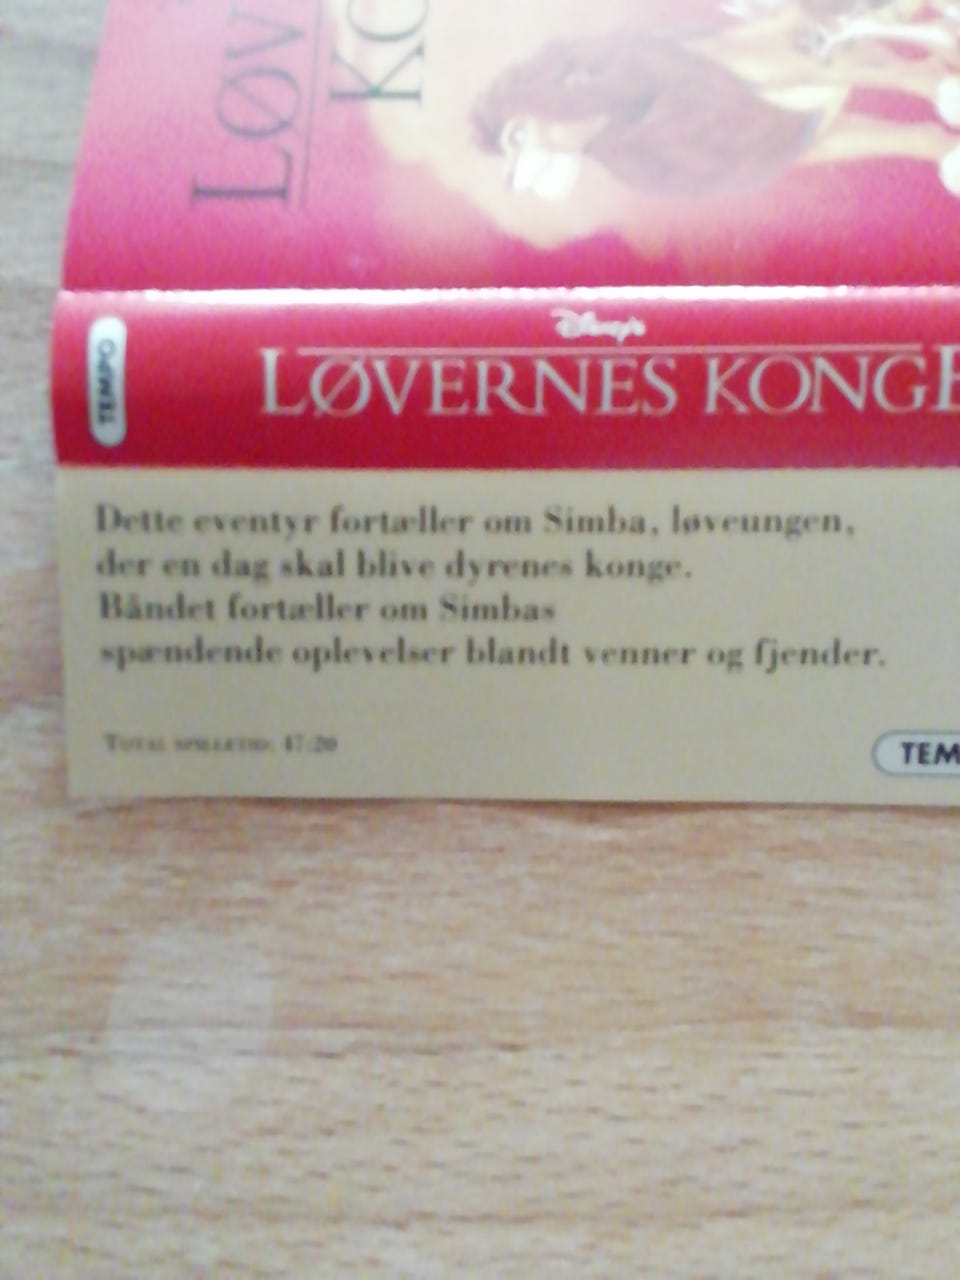 LØV
KO
TEMPO
Disney's
LØVERNES KONGE
Dette eventyr fortæller om Simba, løveungen,
der en dag skal blive dyrenes konge.
Båndet fortæller om Simbas
spændende oplevelser blandt venner og fjender.
TOTAL SPILLETID: 47:20
TEM